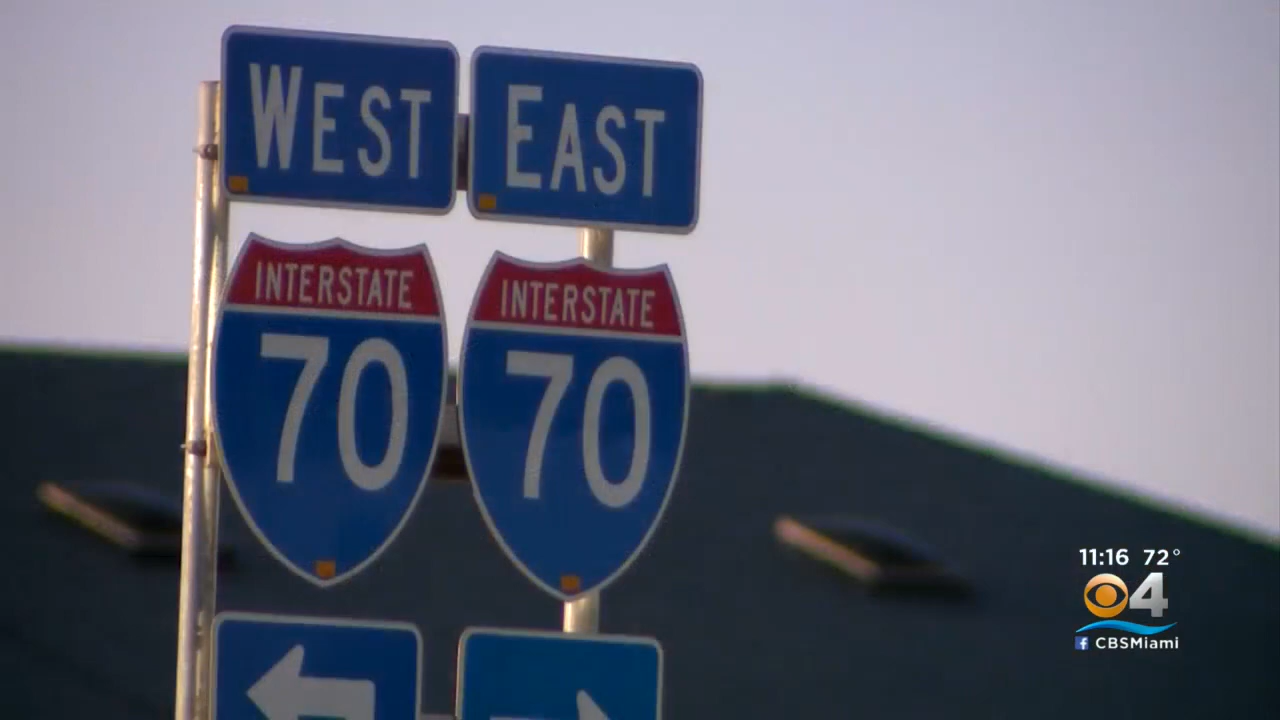 WEST
EAST
INTERSTATE
70
INTERSTATE
70
11:16 72°
4
CBSMiami